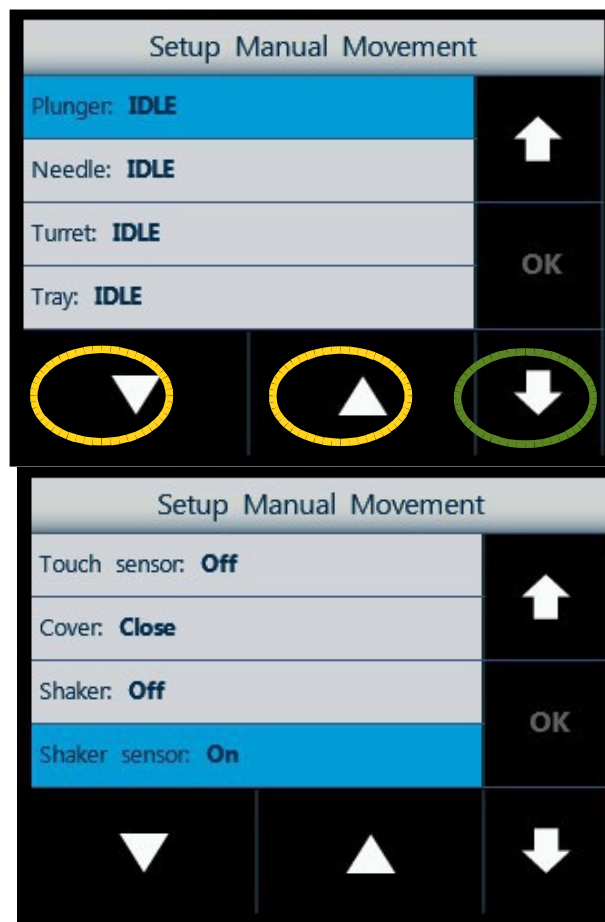 Setup Manual Movement
Plunger: IDLE
Needle: IDLE
Turret: IDLE
OK
Tray: IDLE
Setup Manual Movement
Touch sensor: Off
Cover: Close
Shaker: Off
OK
Shaker sensor: On